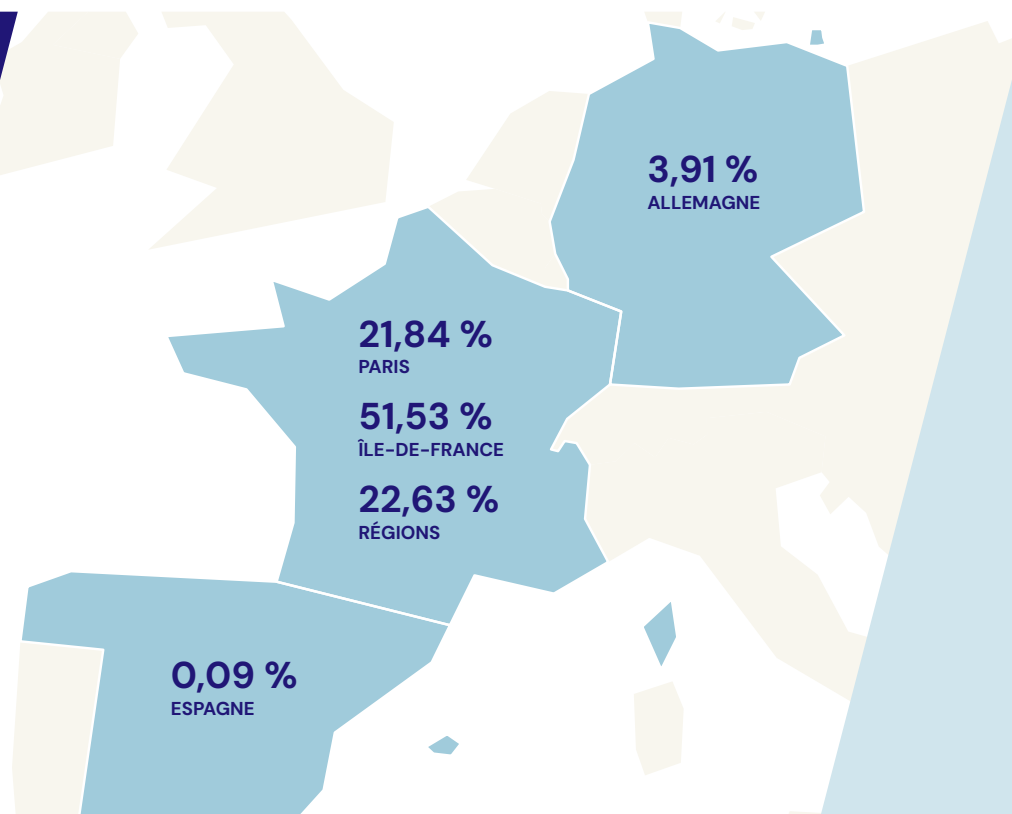 3,91 %
ALLEMAGNE
21,84 %
PARIS
51,53 %
ÎLE-DE-FRANCE
22,63 %
RÉGIONS
0,09 %
ESPAGNE